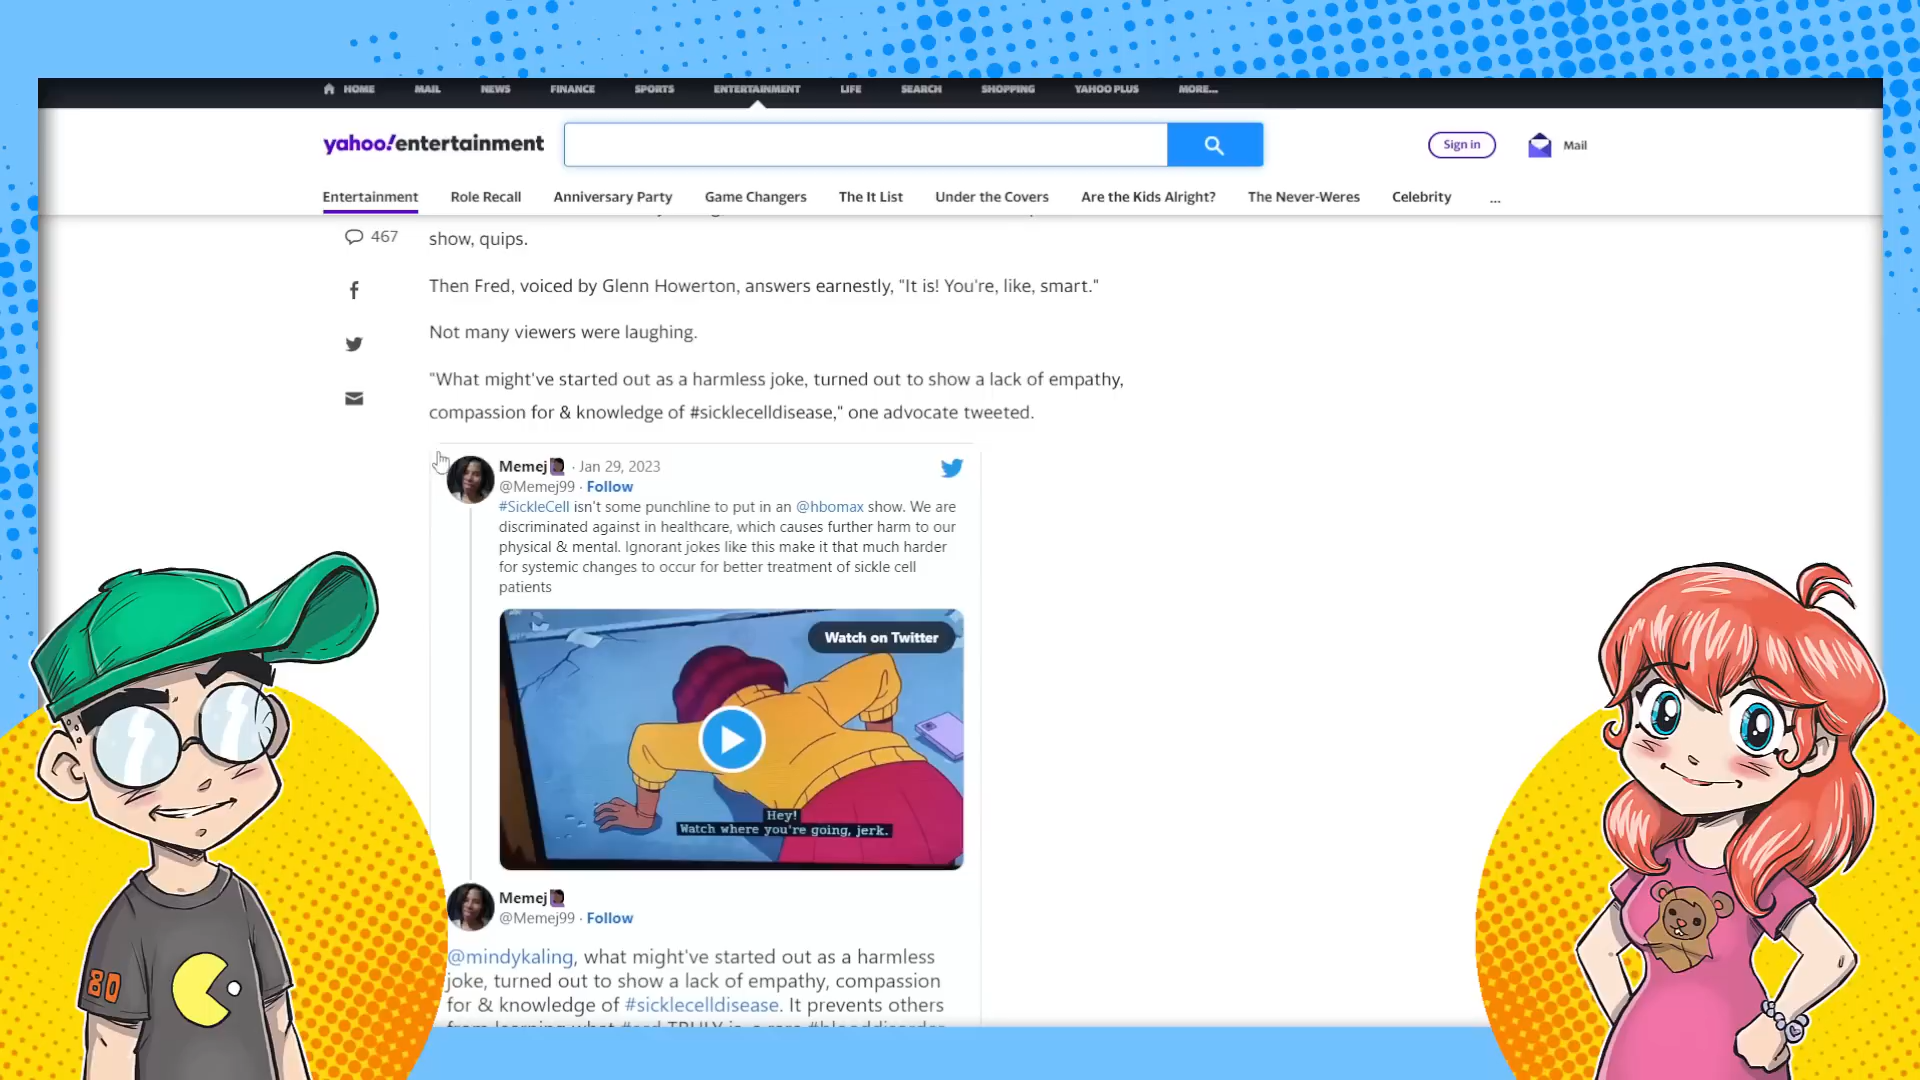 HOME MAIL NEWS FINANCE SPORTS ENTERTAINMENT LIFE SEARCH SHOPPING YAHOO PLUS MORE...
yahoo!entertainment
Sign in
Mail
Entertainment Role Recall Anniversary Party Game Changers The It List Under the Covers Are the Kids Alright? The Never-Weres Celebrity ...
467
show, quips.
Then Fred, voiced by Glenn Howerton, answers earnestly, "It is! You're, like, smart."
Not many viewers were laughing.
"What might've started out as a harmless joke, turned out to show a lack of empathy,
compassion for & knowledge of #sicklecelldisease," one advocate tweeted.
Memej · Jan 29, 2023
@Memej99 · Follow
#SickleCell isn't some punchline to put in an @hbomax show. We are
discriminated against in healthcare, which causes further harm to our
physical & mental. Ignorant jokes like this make it that much harder
for systemic changes to occur for better treatment of sickle cell
patients
Watch on Twitter
Hey!
Watch where you're going, jerk.
Memej
@Memej99 · Follow
@mindykaling, what might've started out as a harmless
joke, turned out to show a lack of empathy, compassion
for & knowledge of #sicklecelldisease. It prevents others
80